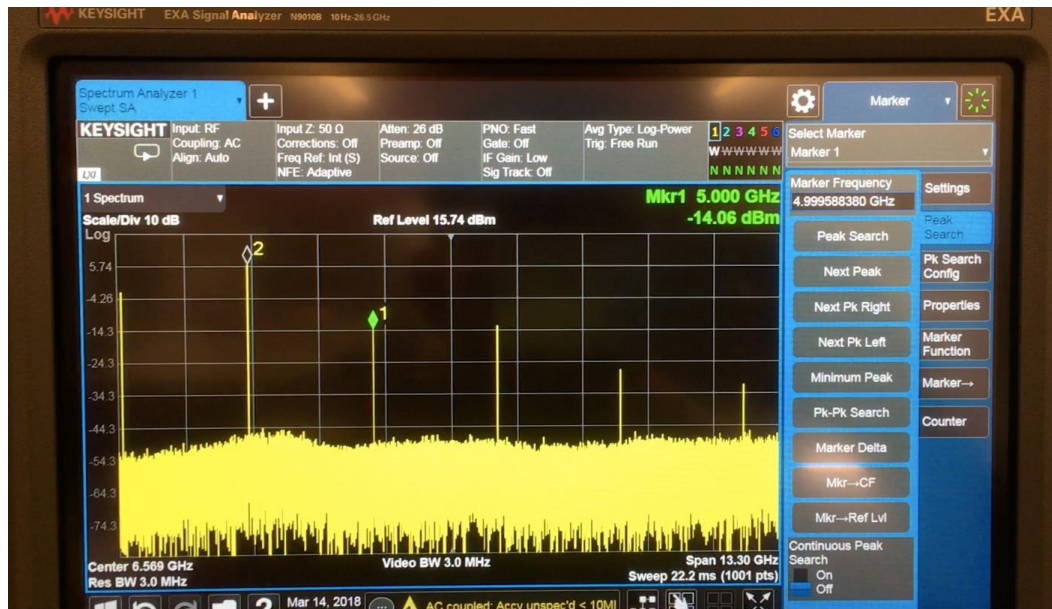 KEYSIGHT EXA Signal Analyzer N9010B 10 Hz-26.5 GHz
EXA
Spectrum Analyzer 1
Swept SA
+
Marker
KEYSIGHT
LXI
Input: RF
Coupling: AC
Align: Auto
Input Z: 50 Ω
Corrections: Off
Freq Ref: Int (S)
NFE: Adaptive
Atten: 26 dB
Preamp: Off
Source: Off
PNO: Fast
Gate: Off
IF Gain: Low
Sig Track: Off
Avg Type: Log-Power
Trig: Free Run
1 2 3 4 5 6
W W W W W W
N N N N N N
Select Marker
Marker 1
1 Spectrum
Scale/Div 10 dB
Ref Level 15.74 dBm
Mkr1 5.000 GHz
-14.06 dBm
Log
5.74
-4.26
-14.3
-24.3
-34.3
-44.3
-54.3
-64.3
-74.3
2
1
Center 6.569 GHz
Res BW 3.0 MHz
Video BW 3.0 MHz
Span 13.30 GHz
Sweep 22.2 ms (1001 pts)
Marker Frequency
4.999588380 GHz
Peak Search
Next Peak
Next Pk Right
Next Pk Left
Minimum Peak
Pk-Pk Search
Marker Delta
Mkr→CF
Mkr→Ref Lvl
Continuous Peak
Search
On
Off
Settings
Peak
Search
Pk Search
Config
Properties
Marker
Function
Marker→
Counter
?
Mar 14, 2018
...
AC coupled: Accy unspec'd < 10M